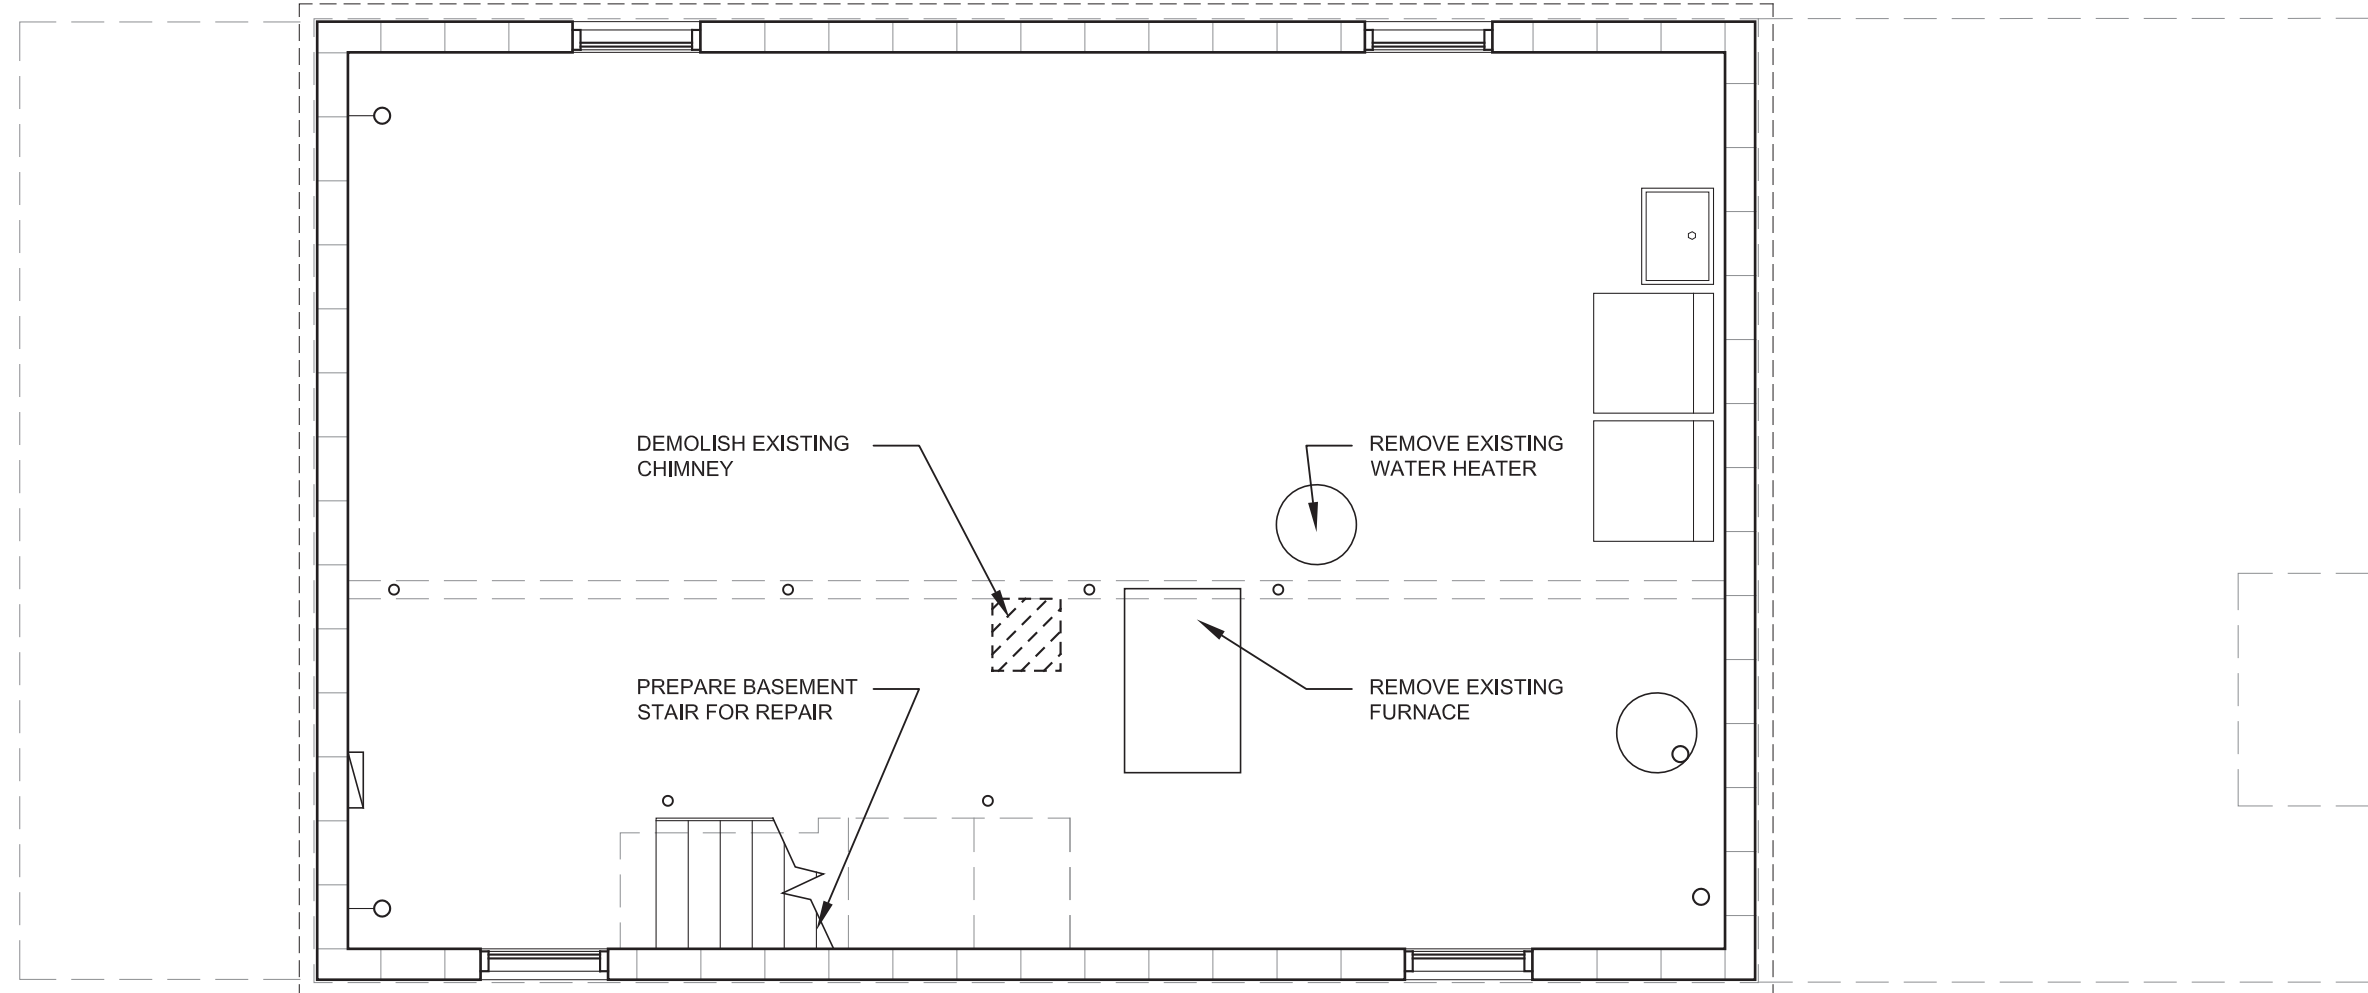 DEMOLISH EXISTING
CHIMNEY
REMOVE EXISTING
WATER HEATER
PREPARE BASEMENT
STAIR FOR REPAIR
REMOVE EXISTING
FURNACE